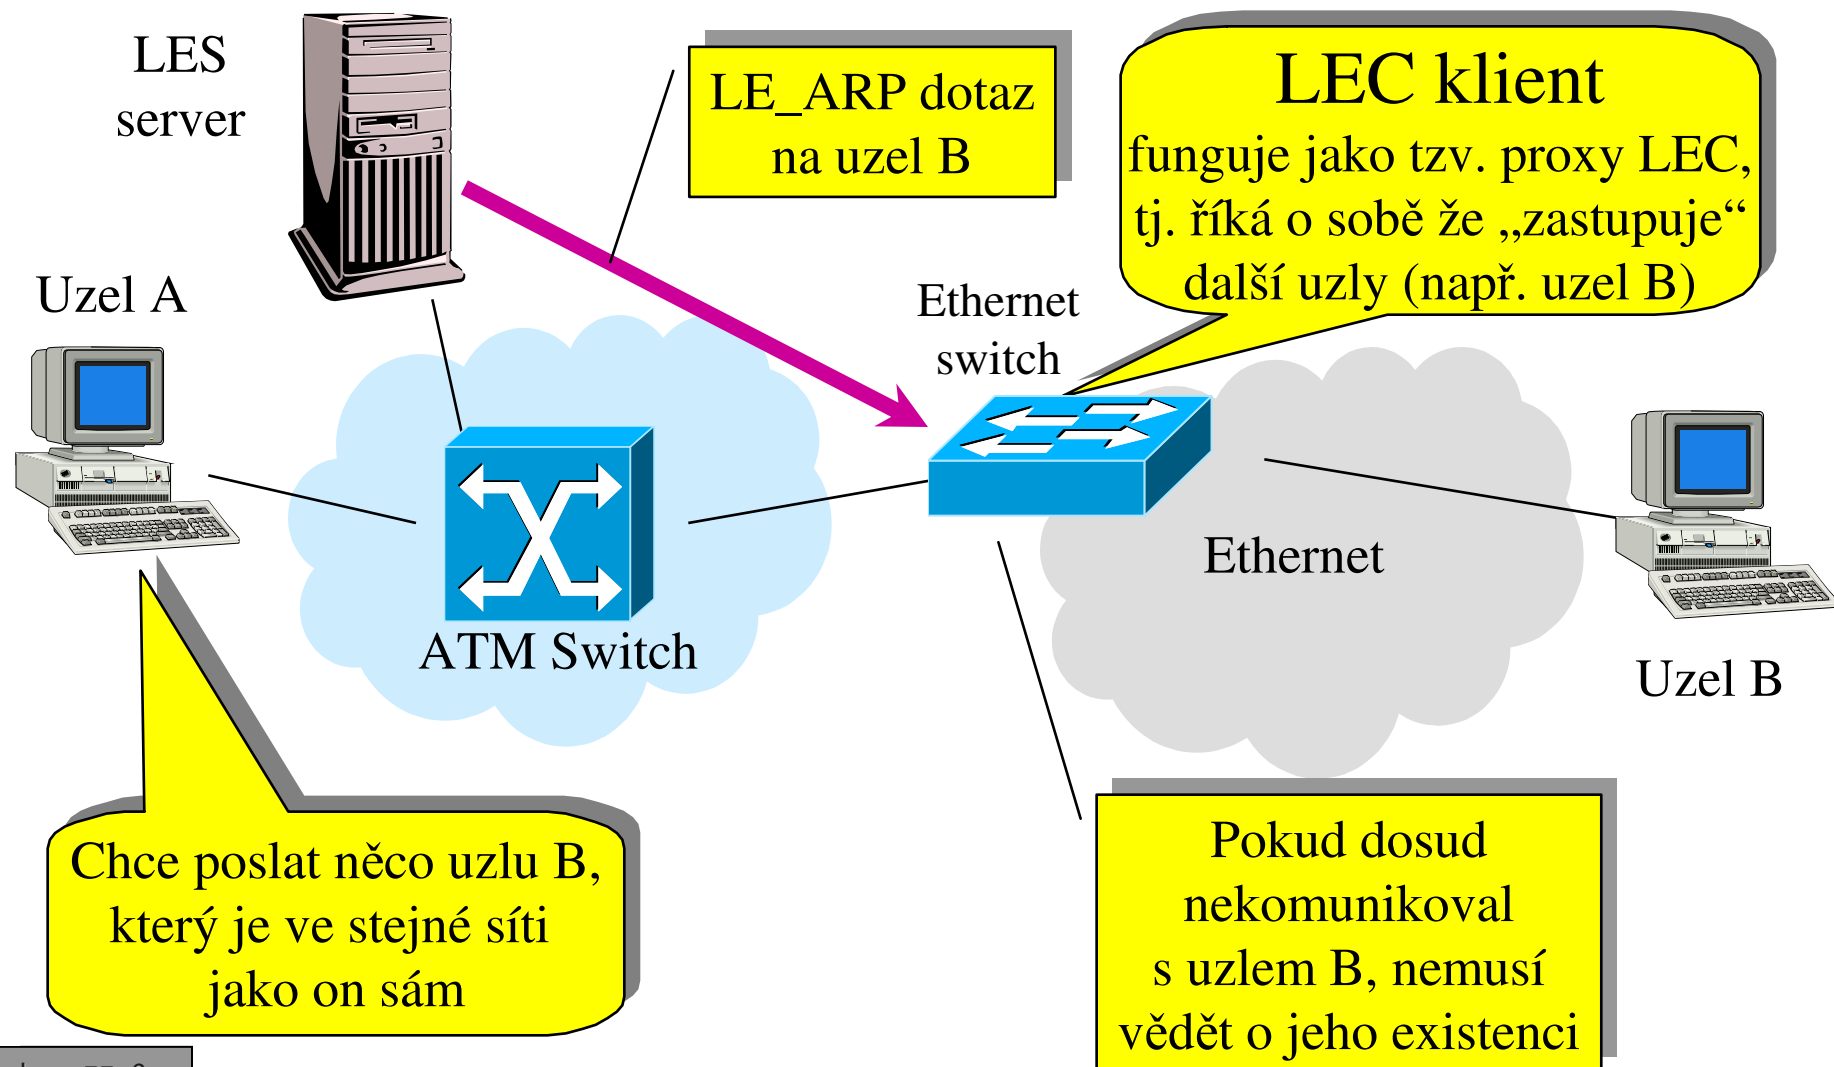 LES
server
LE_ARP dotaz
na uzel B
LEC klient
funguje jako tzv. proxy LEC,
tj. říká o sobě že „zastupuje“
další uzly (např. uzel B)
Uzel A
Ethernet
switch
Ethernet
ATM Switch
Uzel B
Chce poslat něco uzlu B,
který je ve stejné síti
jako on sám
Pokud dosud
nekomunikoval
s uzlem B, nemusí
vědět o jeho existenci